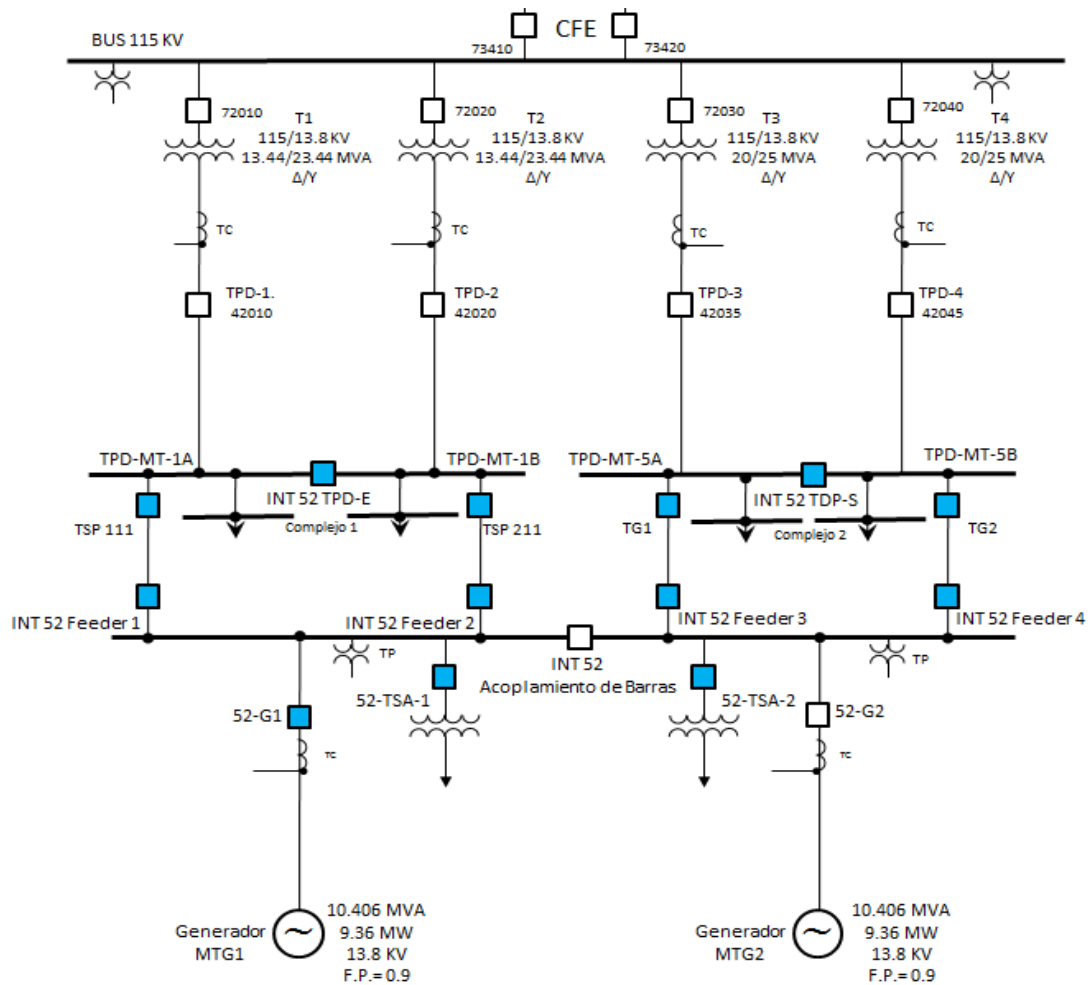 CFE
BUS 115 KV
73410
73420
72010
T1
115/13.8 KV
13.44/23.44 MVA
Δ/Y
72020
T2
115/13.8 KV
13.44/23.44 MVA
Δ/Y
72030
T3
115/13.8 KV
20/25 MVA
Δ/Y
72040
T4
115/13.8 KV
20/25 MVA
Δ/Y
TC
TC
TC
TC
TPD-1.
42010
TPD-2
42020
TPD-3
42035
TPD-4
42045
TPD-MT-1A
TPD-MT-1B
TPD-MT-5A
TPD-MT-5B
INT 52 TPD-E
INT 52 TDP-S
TSP 111
Complejo 1
TSP 211
TG1
Complejo 2
TG2
INT 52 Feeder 1
INT 52 Feeder 2
INT 52 Feeder 3
INT 52 Feeder 4
TP
INT 52
Acoplamiento de Barras
TP
52-TSA-1
52-TSA-2
52-G1
52-G2
TC
TC
Generador
MTG1
10.406 MVA
9.36 MW
13.8 KV
F.P.= 0.9
Generador
MTG2
10.406 MVA
9.36 MW
13.8 KV
F.P.= 0.9
~
~